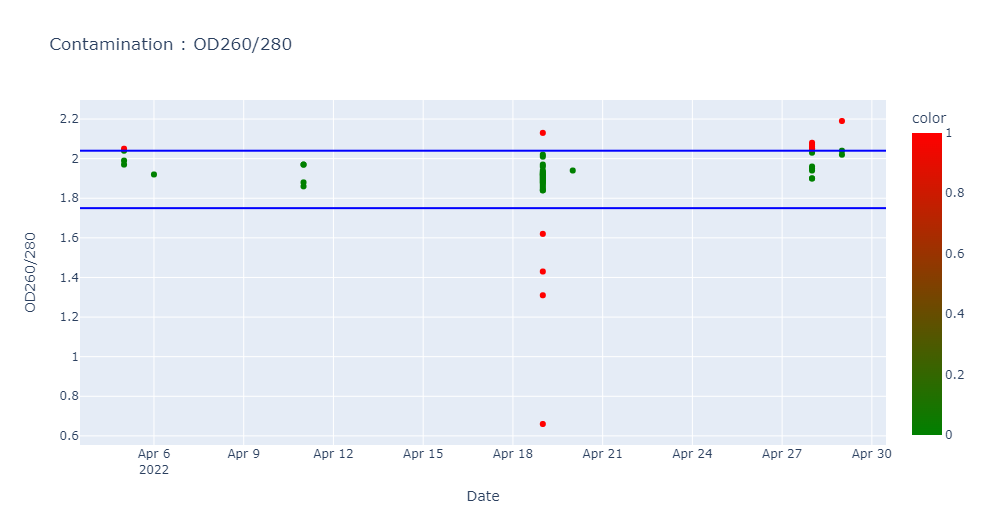 Contamination : OD260/280
color
OD260/280
2.2
2
1.8
1.6
1.4
1.2
1
0.8
0.6
Apr 6
2022
Apr 9
Apr 12
Apr 15
Apr 18
Apr 21
Apr 24
Apr 27
Apr 30
Date
1
0.8
0.6
0.4
0.2
0